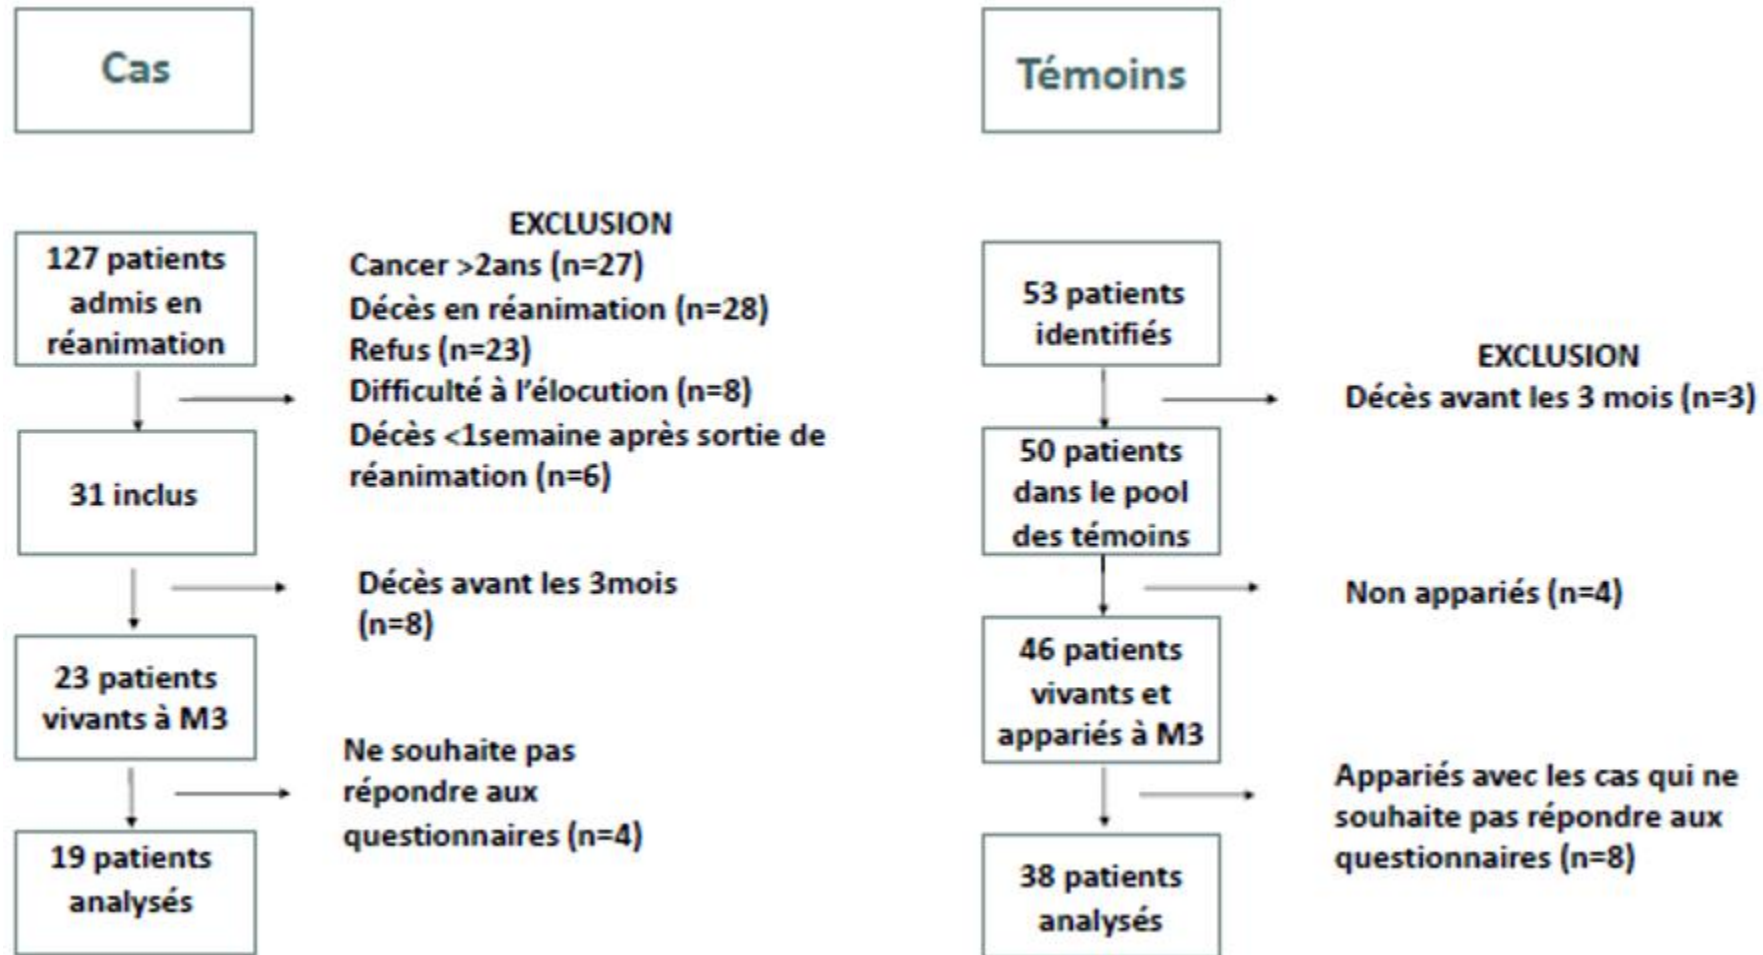 Cas
127 patients
admis en
réanimation
EXCLUSION
Cancer >2ans (n=27)
Décès en réanimation (n=28)
Refus (n=23)
Difficulté à l'élocution (n=8)
Décès <1semaine après sortie de
réanimation (n=6)
31 inclus
Décès avant les 3mois
(n=8)
23 patients
vivants à M3
Ne souhaite pas
répondre aux
questionnaires (n=4)
19 patients
analysés
Témoins
53 patients
identifiés
EXCLUSION
Décès avant les 3 mois (n=3)
50 patients
dans le pool
des témoins
Non appariés (n=4)
46 patients
vivants et
appariés à M3
Appariés avec les cas qui ne
souhaite pas répondre aux
questionnaires (n=8)
38 patients
analysés